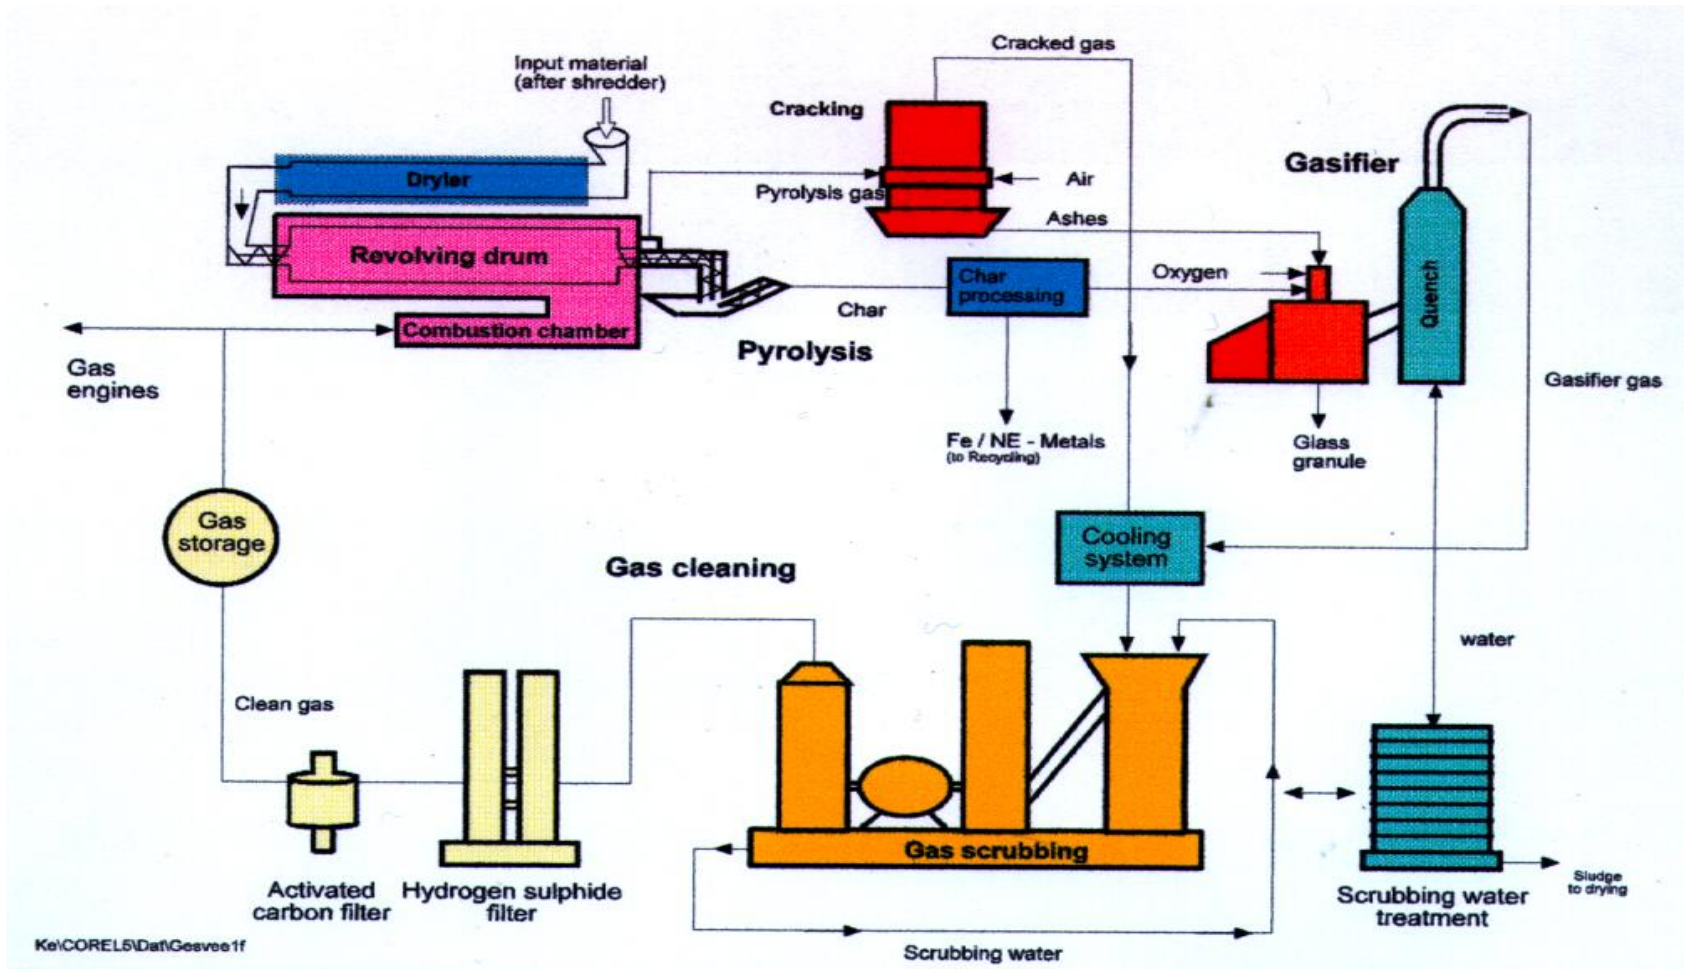 Cracked gas
Input material
(after shredder)
Cracking
Gasifier
Dryler
Pyrolysis gas
Air
Ashes
Revolving drum
Char
processing
Oxygen
Quench
Char
Combustion chamber
Pyrolysis
Gas
engines
Gasifier gas
Fe / NE - Metals
(to Recycling)
Glass
granule
Gas
storage
Cooling
system
Gas cleaning
water
Clean gas
Gas scrubbing
Activated
carbon filter
Hydrogen sulphide
filter
Scrubbing water
treatment
Sludge
to drying
Scrubbing water
Ke\COREL5\Dat\Gesvee1f